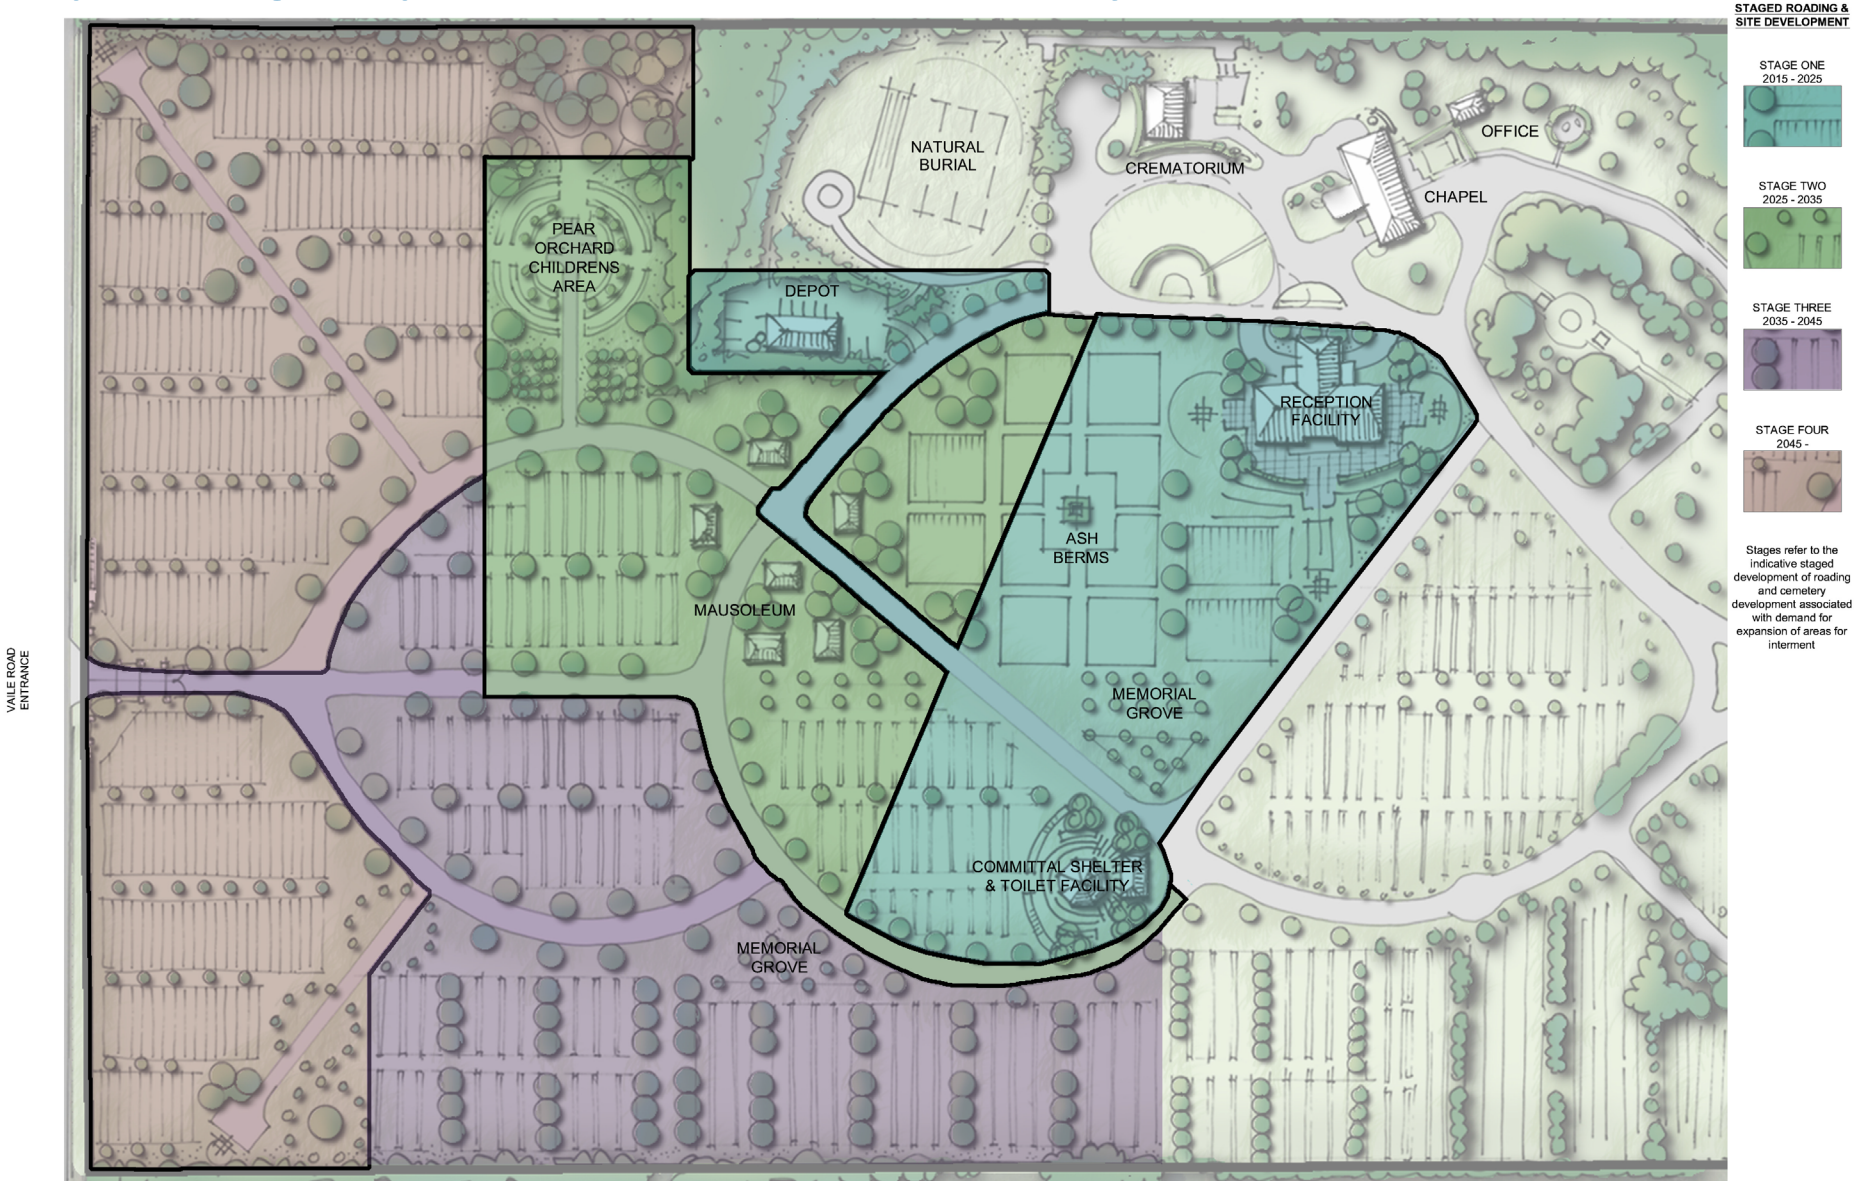 STAGED ROADING &
SITE DEVELOPMENT
STAGE ONE
2015 - 2025
STAGE TWO
2025 - 2035
STAGE THREE
2035 - 2045
STAGE FOUR
2045 -
Stages refer to the
indicative staged
development of roading
and cemetery
development associated
with demand for
expansion of areas for
interment
NATURAL
BURIAL
CREMATORIUM
OFFICE
CHAPEL
PEAR
ORCHARD
CHILDRENS
AREA
DEPOT
RECEPTION
FACILITY
ASH
BERMS
MAUSOLEUM
MEMORIAL
GROVE
COMMITTAL SHELTER
& TOILET FACILITY
MEMORIAL
GROVE
VAILE ROAD
ENTRANCE